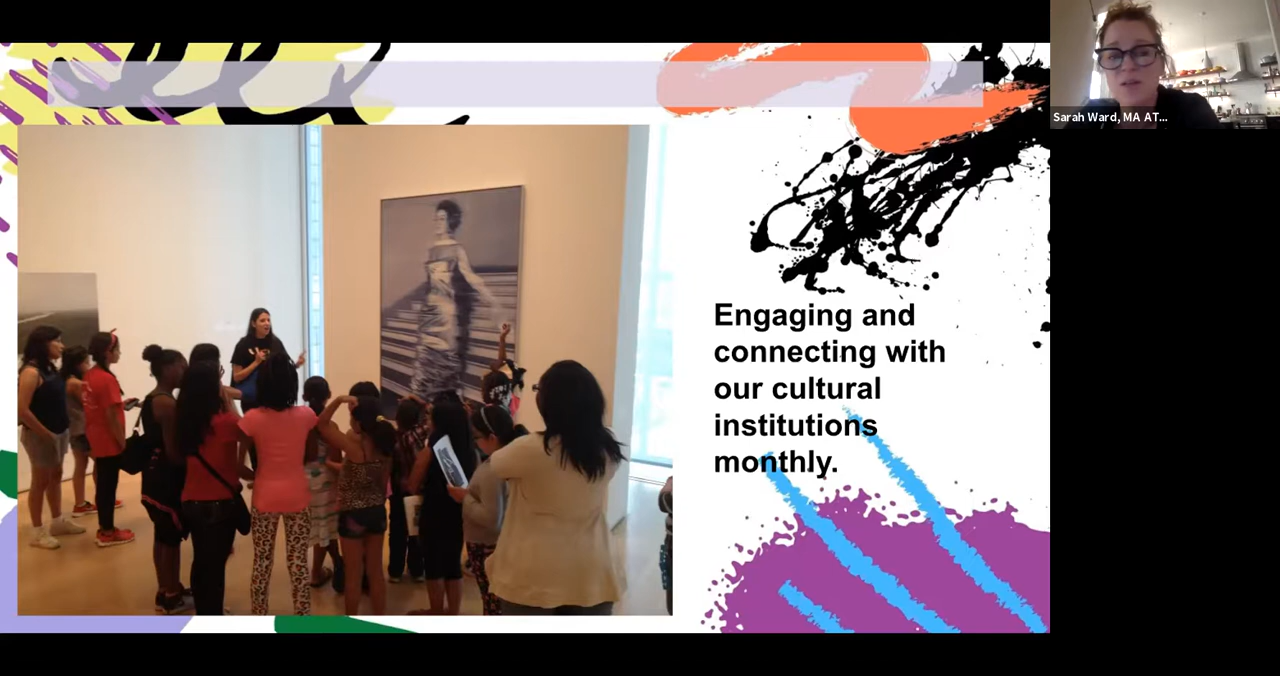 Sarah Ward, MA AT...
Engaging and
connecting with
our cultural
institutions
monthly.